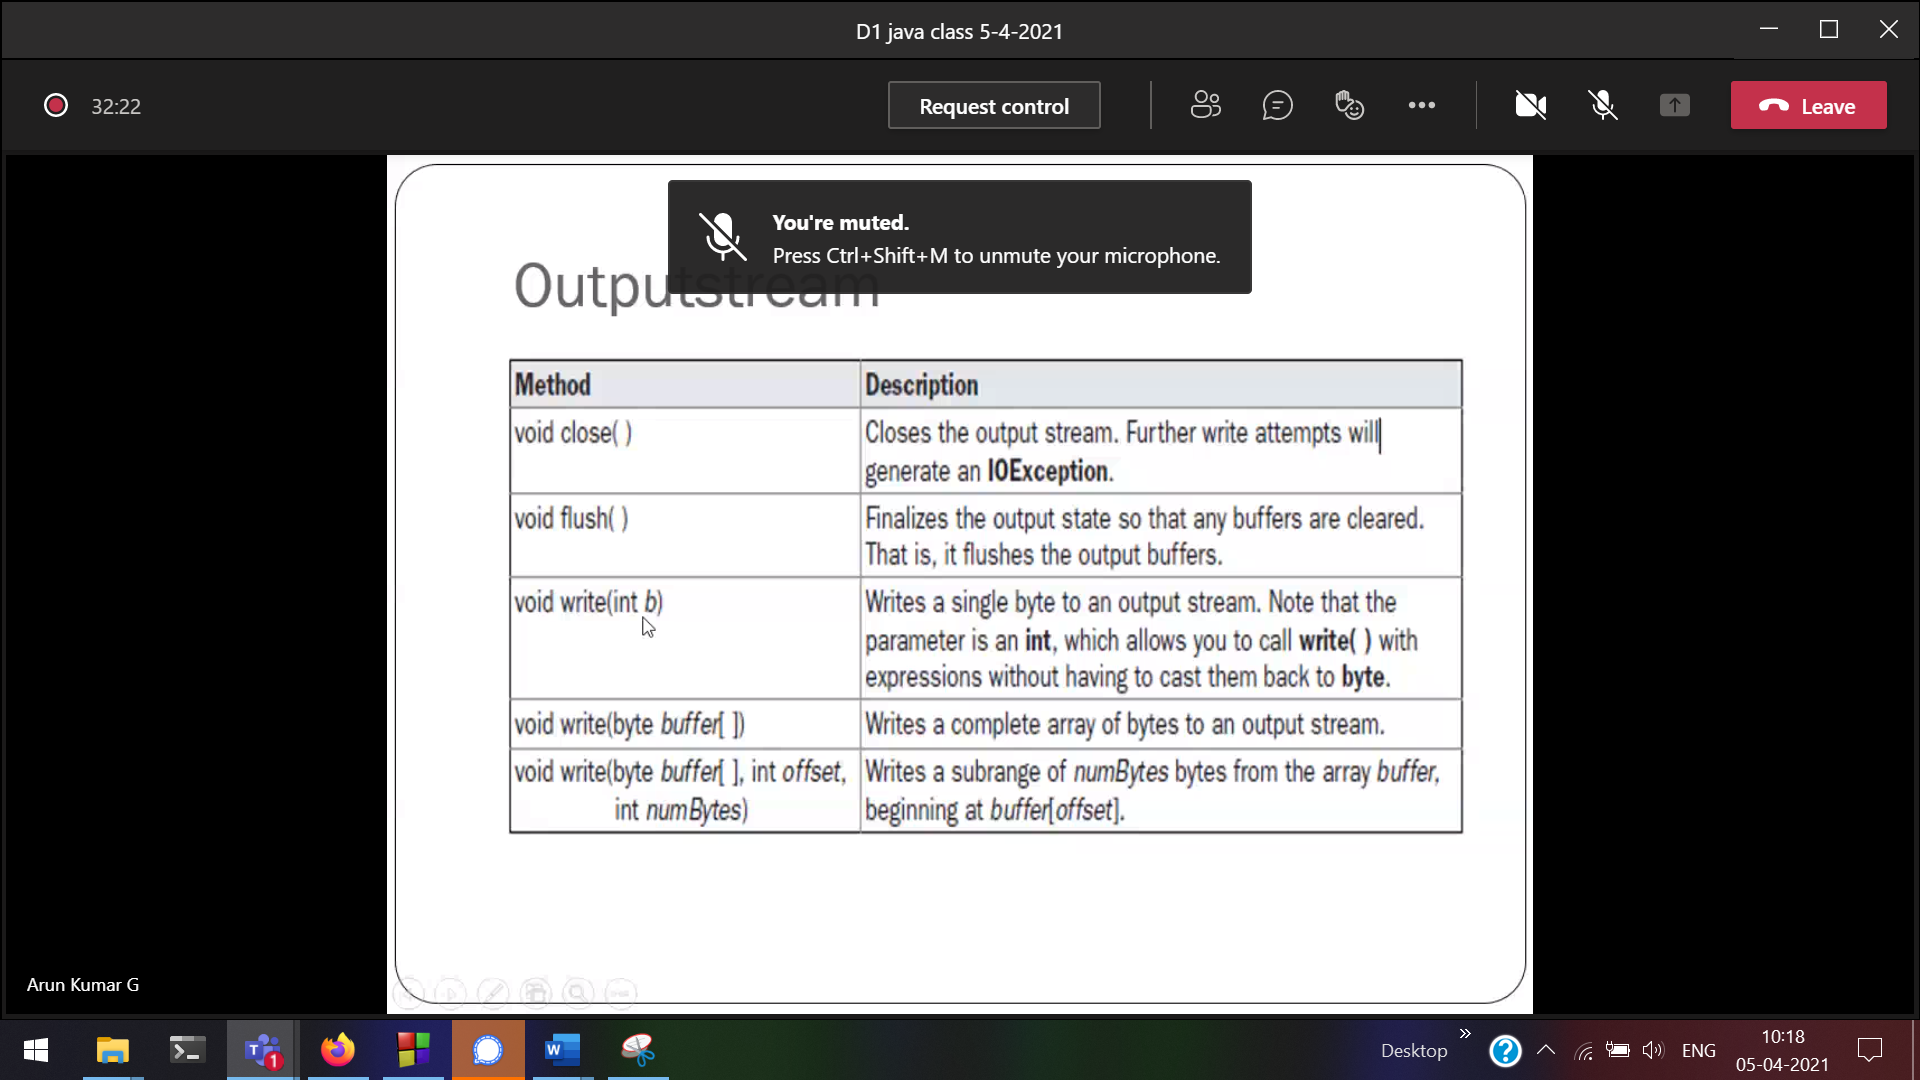 D1 java class 5-4-2021
32:22
Request control
Leave
You're muted.
Press Ctrl+Shift+M to unmute your microphone.
Outputstream
Method Description
void close( ) Closes the output stream. Further write attempts will
generate an IOException.
void flush( ) Finalizes the output state so that any buffers are cleared.
That is, it flushes the output buffers.
void write(int b) Writes a single byte to an output stream. Note that the
parameter is an int, which allows you to call write( ) with
expressions without having to cast them back to byte.
void write(byte buffer[ ]) Writes a complete array of bytes to an output stream.
void write(byte buffer[ ], int offset, Writes a subrange of numBytes bytes from the array buffer,
int numBytes) beginning at buffer[offset].
Arun Kumar G
T 1
W
Desktop
»
?
ENG
10:18
05-04-2021